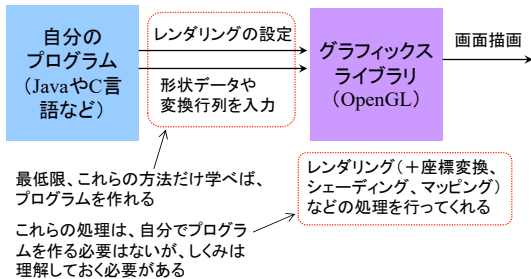 自分の
プログラム
(JavaやC言
語など)
レンダリングの設定
形状データや
変換行列を入力
グラフィックス
ライブラリ
(OpenGL)
画面描画
最低限、これらの方法だけ学べば、
プログラムを作れる
これらの処理は、自分でプログラ
ムを作る必要はないが、しくみは
理解しておく必要がある
レンダリング(+座標変換、
シェーディング、マッピング)
などの処理を行ってくれる